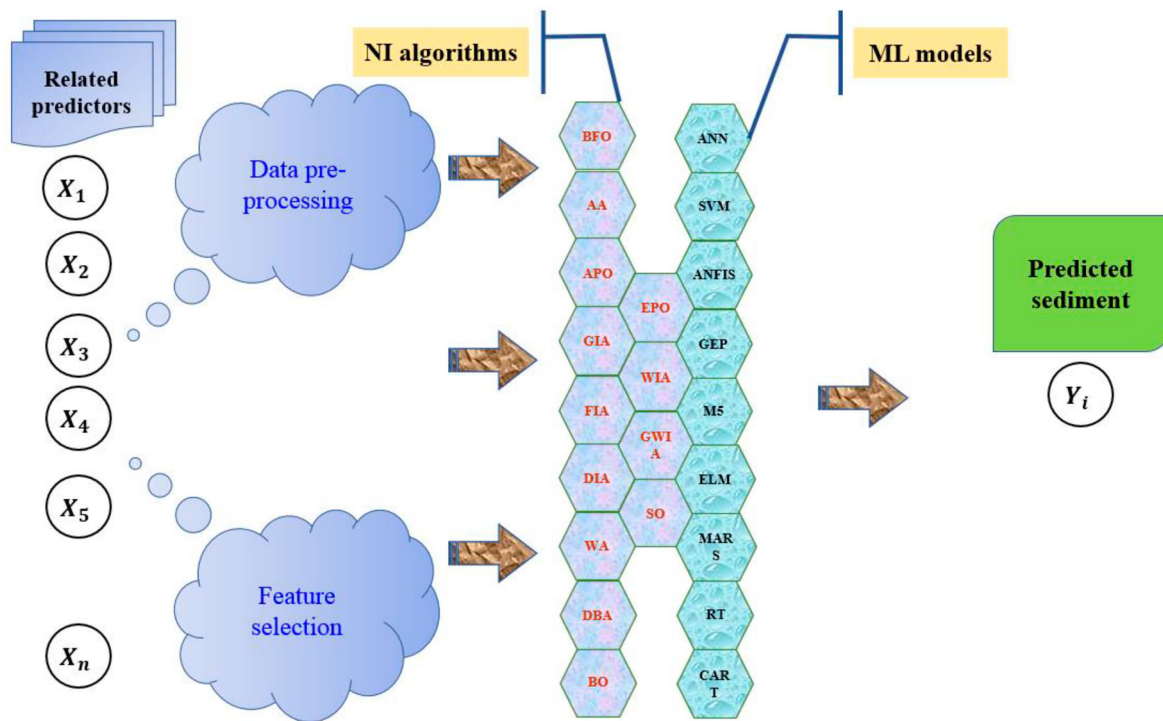 Related
predictors
X1
X2
X3
X4
X5
Xn
Data pre-
processing
Feature
selection
NI algorithms
BFO
AA
APO
GIA
FIA
DIA
WA
DBA
BO
EPO
WIA
GWI
A
SO
ML models
ANN
SVM
ANFIS
GEP
M5
ELM
MAR
S
RT
CAR
T
Predicted
sediment
Yi